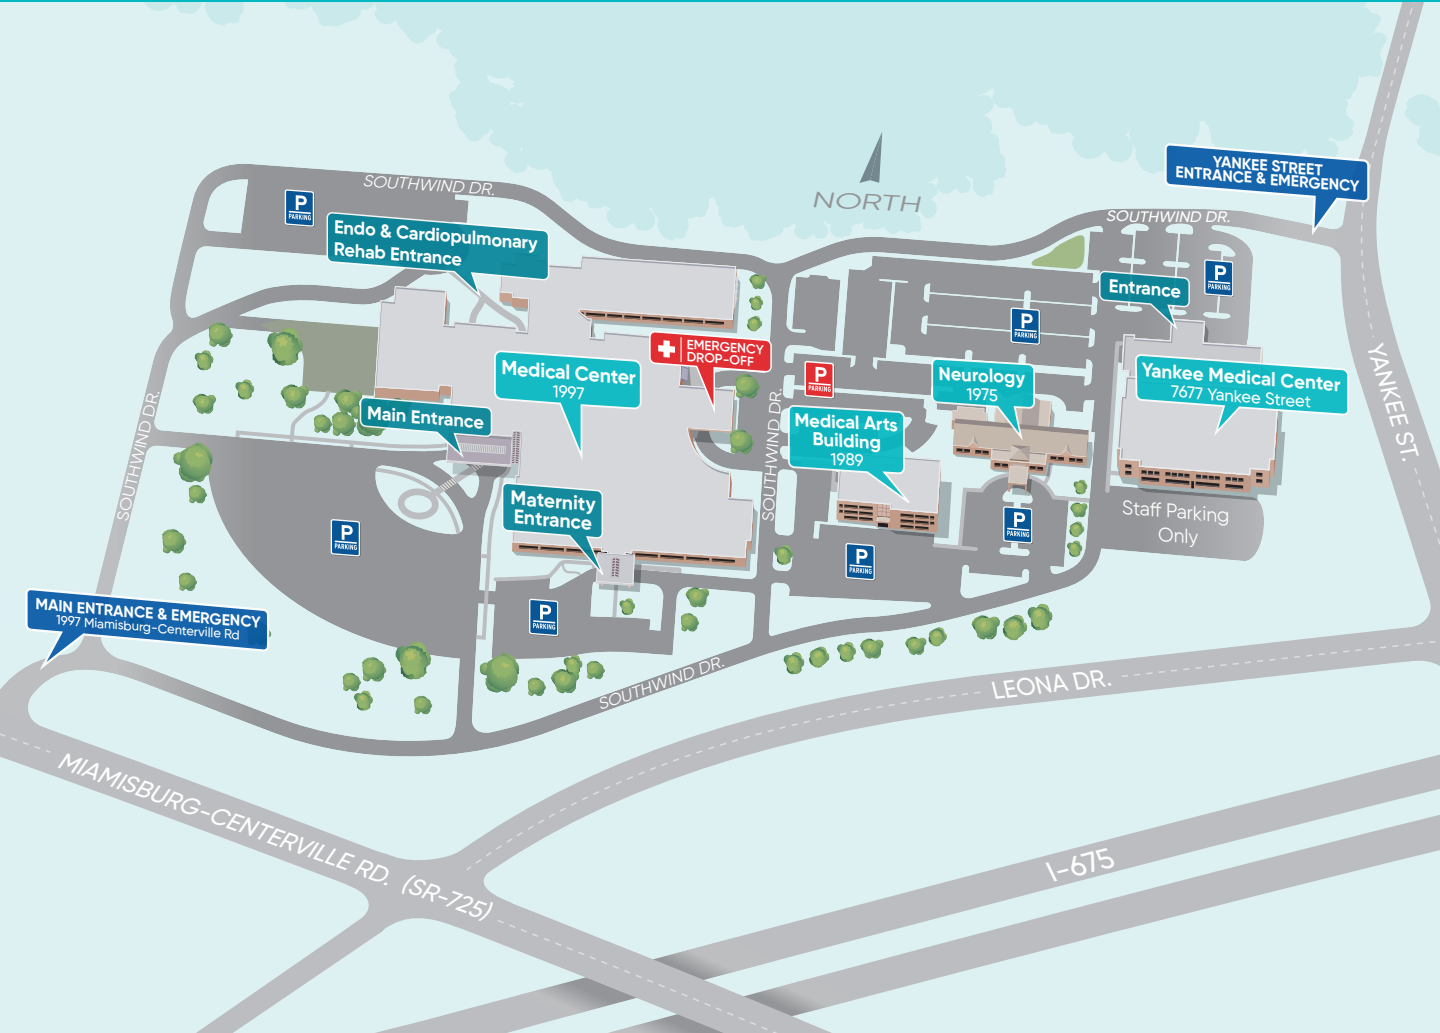 YANKEE STREET
ENTRANCE & EMERGENCY
SOUTHWIND DR.
P
PARKING
NORTH
SOUTHWIND DR.
Endo & Cardiopulmonary
Rehab Entrance
Entrance
P
PARKING
P
PARKING
EMERGENCY
DROP-OFF
Medical Center
1997
P
PARKING
Neurology
1975
Yankee Medical Center
7677 Yankee Street
YANKEE ST.
Main Entrance
SOUTHWIND DR.
SOUTHWIND DR.
Medical Arts
Building
1989
Maternity
Entrance
P
PARKING
P
PARKING
P
PARKING
Staff Parking
Only
MAIN ENTRANCE & EMERGENCY
1997 Miamisburg-Centerville Rd
P
PARKING
SOUTHWIND DR.
LEONA DR.
MIAMISBURG-CENTERVILLE RD. (SR-725)
I-675